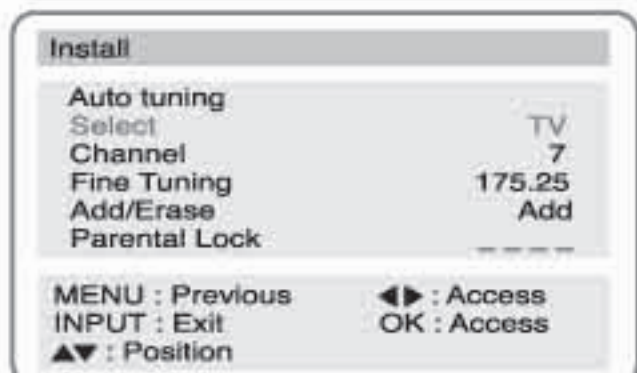 Install
Auto tuning
Select TV
Channel 7
Fine Tuning 175.25
Add/Erase Add
Parental Lock _ _ _ _
MENU : Previous ◀▶ : Access
INPUT : Exit OK : Access
▲▼ : Position